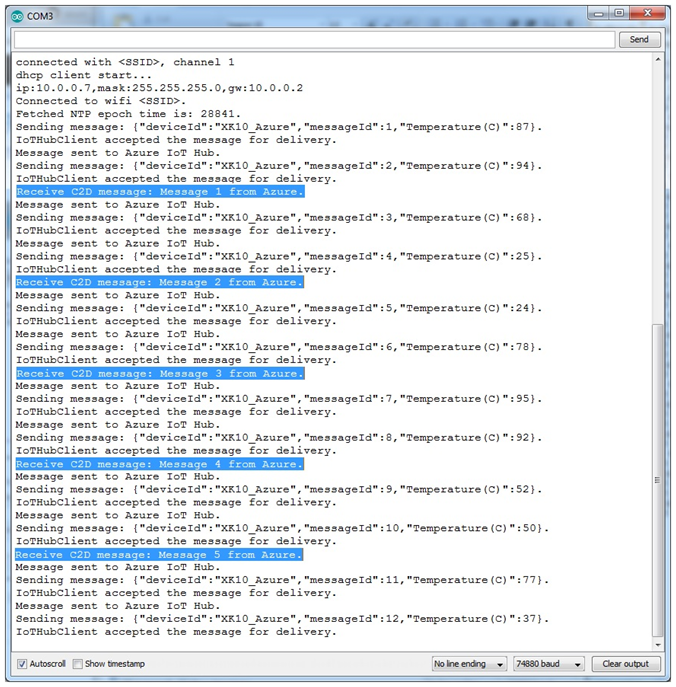 COM3
Send
connected with <SSID>, channel 1
dhcp client start...
ip:10.0.0.7,mask:255.255.255.0,gw:10.0.0.2
Connected to wifi <SSID>.
Fetched NTP epoch time is: 28841.
Sending message: {"deviceId":"XK10_Azure","messageId":1,"Temperature(C)":87}.
IoTHubClient accepted the message for delivery.
Message sent to Azure IoT Hub.
Sending message: {"deviceId":"XK10_Azure","messageId":2,"Temperature(C)":94}.
IoTHubClient accepted the message for delivery.
Receive C2D message: Message 1 from Azure.
Message sent to Azure IoT Hub.
Sending message: {"deviceId":"XK10_Azure","messageId":3,"Temperature(C)":68}.
IoTHubClient accepted the message for delivery.
Message sent to Azure IoT Hub.
Sending message: {"deviceId":"XK10_Azure","messageId":4,"Temperature(C)":25}.
IoTHubClient accepted the message for delivery.
Receive C2D message: Message 2 from Azure.
Message sent to Azure IoT Hub.
Sending message: {"deviceId":"XK10_Azure","messageId":5,"Temperature(C)":24}.
IoTHubClient accepted the message for delivery.
Message sent to Azure IoT Hub.
Sending message: {"deviceId":"XK10_Azure","messageId":6,"Temperature(C)":78}.
IoTHubClient accepted the message for delivery.
Receive C2D message: Message 3 from Azure.
Message sent to Azure IoT Hub.
Sending message: {"deviceId":"XK10_Azure","messageId":7,"Temperature(C)":95}.
IoTHubClient accepted the message for delivery.
Message sent to Azure IoT Hub.
Sending message: {"deviceId":"XK10_Azure","messageId":8,"Temperature(C)":92}.
IoTHubClient accepted the message for delivery.
Receive C2D message: Message 4 from Azure.
Message sent to Azure IoT Hub.
Sending message: {"deviceId":"XK10_Azure","messageId":9,"Temperature(C)":52}.
IoTHubClient accepted the message for delivery.
Message sent to Azure IoT Hub.
Sending message: {"deviceId":"XK10_Azure","messageId":10,"Temperature(C)":50}.
IoTHubClient accepted the message for delivery.
Receive C2D message: Message 5 from Azure.
Message sent to Azure IoT Hub.
Sending message: {"deviceId":"XK10_Azure","messageId":11,"Temperature(C)":77}.
IoTHubClient accepted the message for delivery.
Message sent to Azure IoT Hub.
Sending message: {"deviceId":"XK10_Azure","messageId":12,"Temperature(C)":37}.
IoTHubClient accepted the message for delivery.
Autoscroll Show timestamp No line ending 74880 baud Clear output